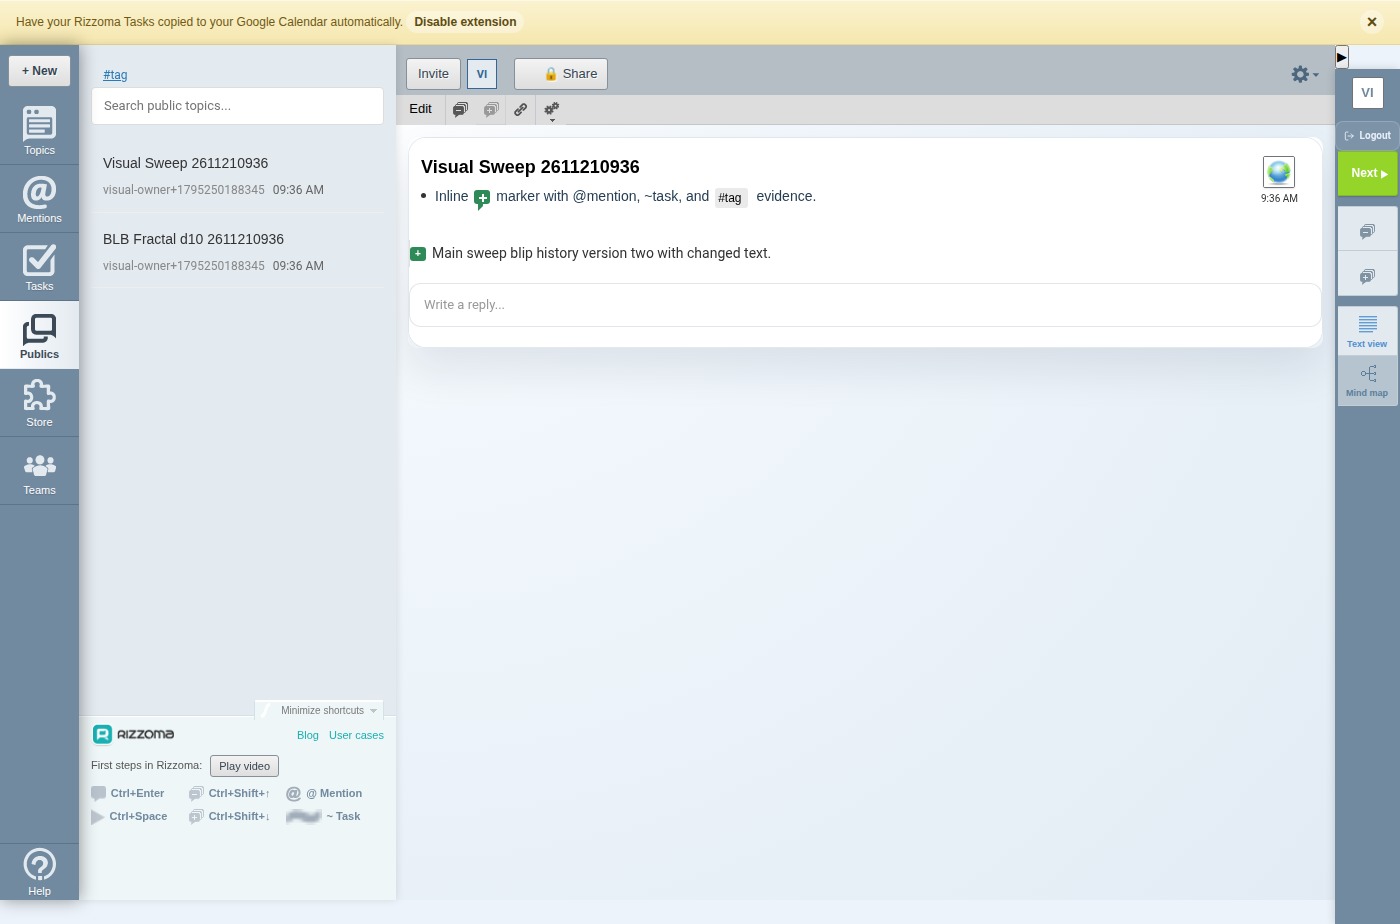 Have your Rizzoma Tasks copied to your Google Calendar automatically. Disable extension ×
+ New
Topics
Mentions
Tasks
Publics
Store
Teams
Help
#tag
Search public topics...
Visual Sweep 2611210936
visual-owner+1795250188345 09:36 AM
BLB Fractal d10 2611210936
visual-owner+1795250188345 09:36 AM
Minimize shortcuts
RIZZOMA Blog User cases
First steps in Rizzoma: Play video
Ctrl+Enter Ctrl+Shift+↑ @ Mention
Ctrl+Space Ctrl+Shift+↓ ~ Task
Invite VI Share
Edit
Visual Sweep 2611210936
• Inline + marker with @mention, ~task, and #tag evidence.
9:36 AM
+ Main sweep blip history version two with changed text.
Write a reply...
VI
Logout
Next
Text view
Mind map